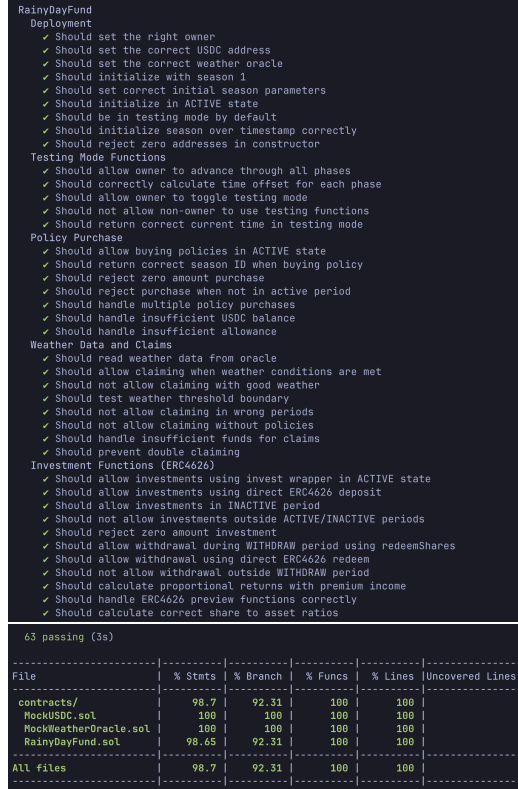 RainyDayFund
Deployment
✔ Should set the right owner
✔ Should set the correct USDC address
✔ Should set the correct weather oracle
✔ Should initialize with season 1
✔ Should set correct initial season parameters
✔ Should initialize in ACTIVE state
✔ Should be in testing mode by default
✔ Should initialize season over timestamp correctly
✔ Should reject zero addresses in constructor
Testing Mode Functions
✔ Should allow owner to advance through all phases
✔ Should correctly calculate time offset for each phase
✔ Should allow owner to toggle testing mode
✔ Should not allow non-owner to use testing functions
✔ Should return correct current time in testing mode
Policy Purchase
✔ Should allow buying policies in ACTIVE state
✔ Should return correct season ID when buying policy
✔ Should reject zero amount purchase
✔ Should reject purchase when not in active period
✔ Should handle multiple policy purchases
✔ Should handle insufficient USDC balance
✔ Should handle insufficient allowance
Weather Data and Claims
✔ Should read weather data from oracle
✔ Should allow claiming when weather conditions are met
✔ Should not allow claiming with good weather
✔ Should test weather threshold boundary
✔ Should not allow claiming in wrong periods
✔ Should not allow claiming without policies
✔ Should handle insufficient funds for claims
✔ Should prevent double claiming
Investment Functions (ERC4626)
✔ Should allow investments using invest wrapper in ACTIVE state
✔ Should allow investments using direct ERC4626 deposit
✔ Should allow investments in INACTIVE period
✔ Should not allow investments outside ACTIVE/INACTIVE periods
✔ Should reject zero amount investment
✔ Should allow withdrawal during WITHDRAW period using redeemShares
✔ Should allow withdrawal using direct ERC4626 redeem
✔ Should not allow withdrawal outside WITHDRAW period
✔ Should calculate proportional returns with premium income
✔ Should handle ERC4626 preview functions correctly
✔ Should calculate correct share to asset ratios
63 passing (3s)
File | % Stmts | % Branch | % Funcs | % Lines |Uncovered Lines
contracts/ | 98.7 | 92.31 | 100 | 100 |
MockUSDC.sol | 100 | 100 | 100 | 100 |
MockWeatherOracle.sol | 100 | 100 | 100 | 100 |
RainyDayFund.sol | 98.65 | 92.31 | 100 | 100 |
All files | 98.7 | 92.31 | 100 | 100 |